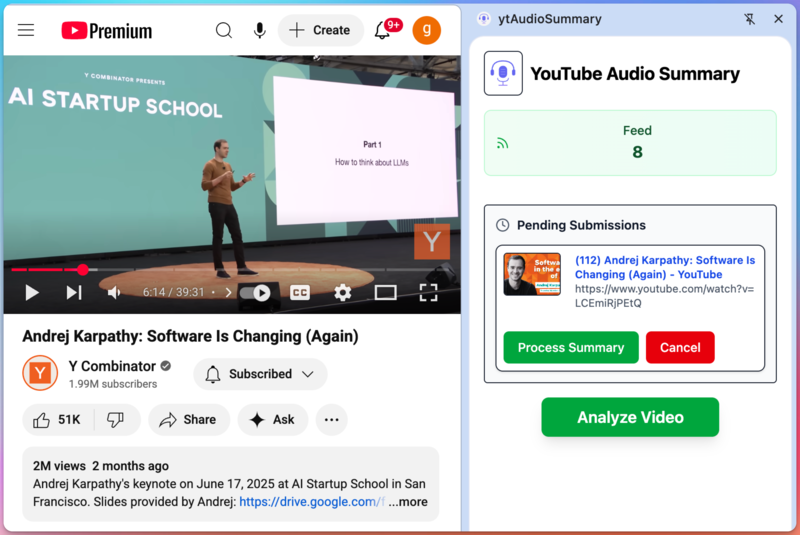 Premium
Create
9+
g
Y COMBINATOR PRESENTS
AI STARTUP SCHOOL
Part 1
How to think about LLMs
Y
6:14 / 39:31
CC
Andrej Karpathy: Software Is Changing (Again)
Y
Y Combinator
1.99M subscribers
Subscribed
51K
Share
Ask
2M views 2 months ago
Andrej Karpathy's keynote on June 17, 2025 at AI Startup School in San
Francisco. Slides provided by Andrej: https://drive.google.com/f ...more
ytAudioSummary
YouTube Audio Summary
Feed
8
Pending Submissions
(112) Andrej Karpathy: Software Is
Changing (Again) - YouTube
https://www.youtube.com/watch?v=
LCEmiRjPEtQ
Process Summary
Cancel
Analyze Video